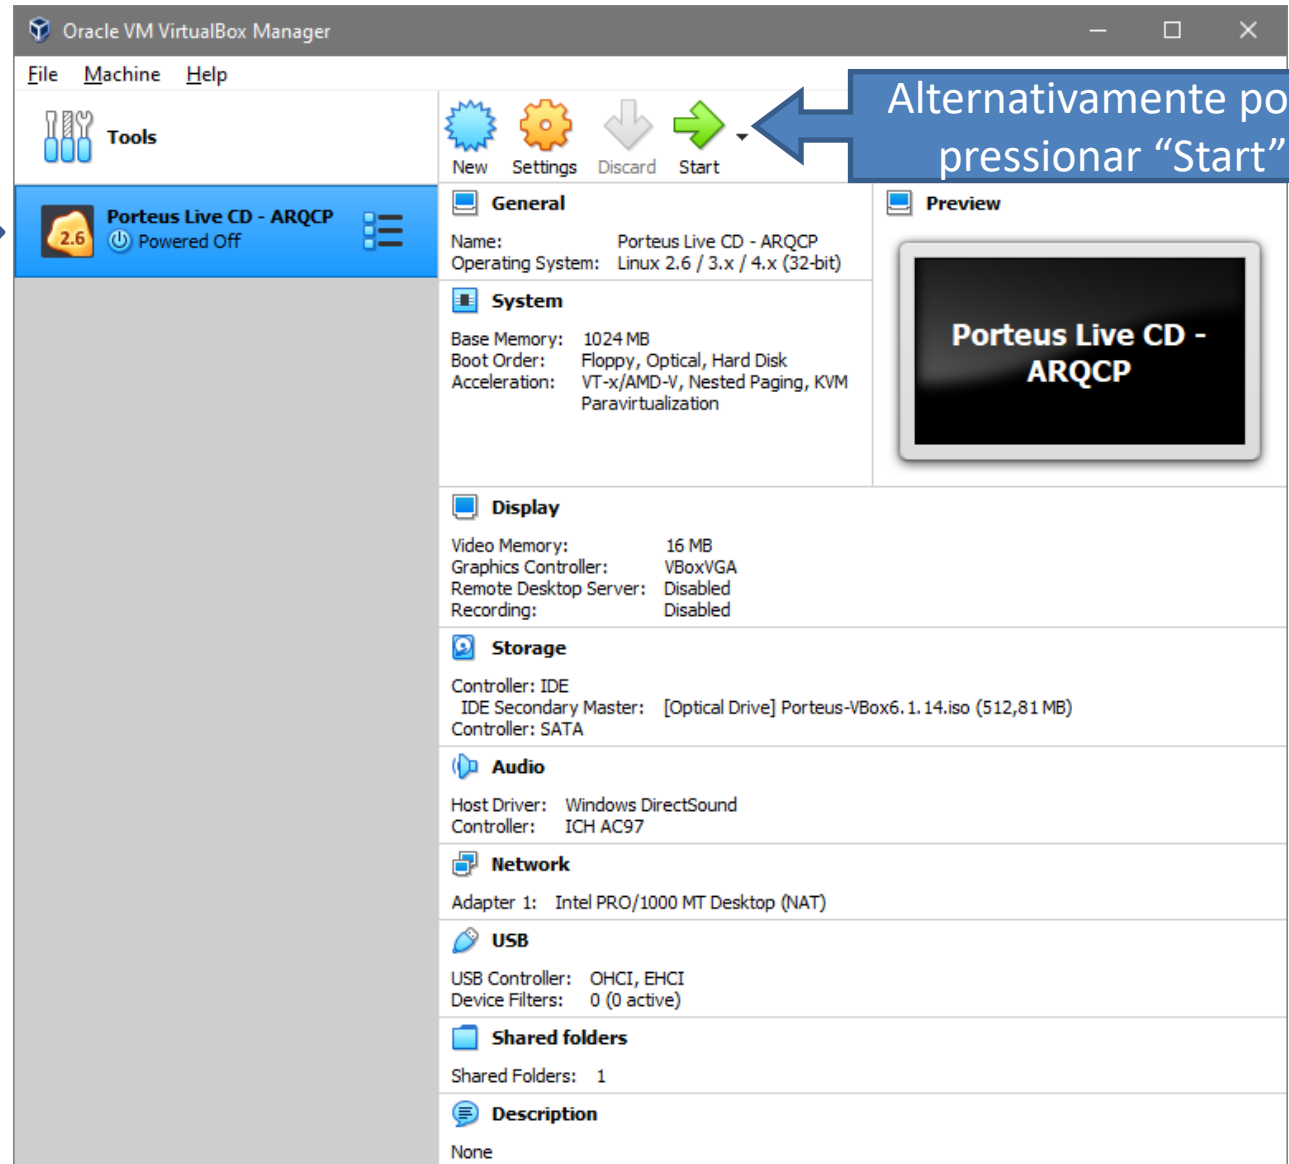 Oracle VM VirtualBox Manager
File Machine Help
Alternativamente po
pressionar “Start”
Tools
New Settings Discard Start
2.6
Porteus Live CD - ARQCP
Powered Off
General
Name: Porteus Live CD - ARQCP
Operating System: Linux 2.6 / 3.x / 4.x (32-bit)
Preview
Porteus Live CD -
ARQCP
System
Base Memory: 1024 MB
Boot Order: Floppy, Optical, Hard Disk
Acceleration: VT-x/AMD-V, Nested Paging, KVM
Paravirtualization
Display
Video Memory: 16 MB
Graphics Controller: VBoxVGA
Remote Desktop Server: Disabled
Recording: Disabled
Storage
Controller: IDE
IDE Secondary Master: [Optical Drive] Porteus-VBox6.1.14.iso (512,81 MB)
Controller: SATA
Audio
Host Driver: Windows DirectSound
Controller: ICH AC97
Network
Adapter 1: Intel PRO/1000 MT Desktop (NAT)
USB
USB Controller: OHCI, EHCI
Device Filters: 0 (0 active)
Shared folders
Shared Folders: 1
Description
None